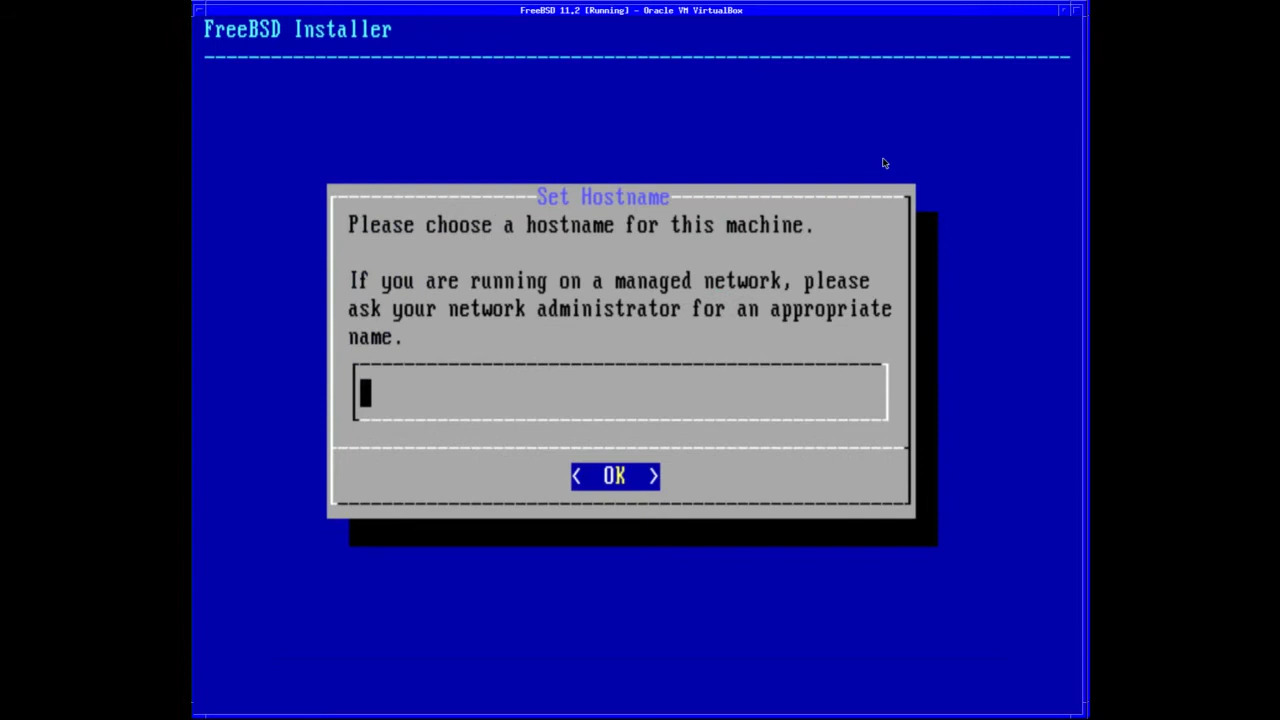 FreeBSD 11.2 [Running] - Oracle VM VirtualBox
FreeBSD Installer
Set Hostname
Please choose a hostname for this machine.
If you are running on a managed network, please
ask your network administrator for an appropriate
name.
< OK >